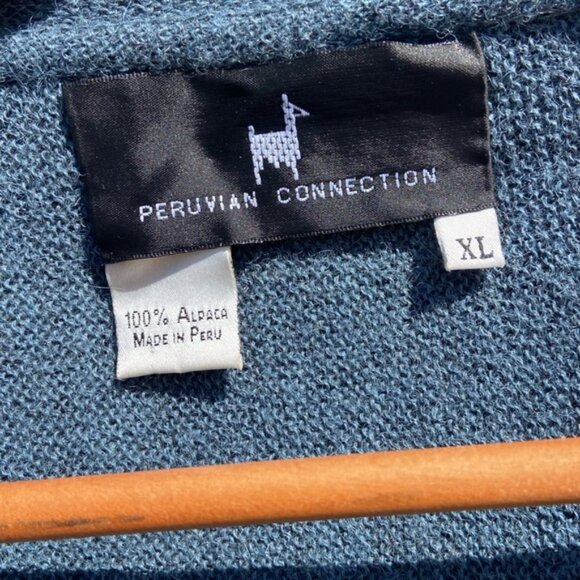 PERUVIAN CONNECTION
XL
100% ALPACA
MADE IN PERU